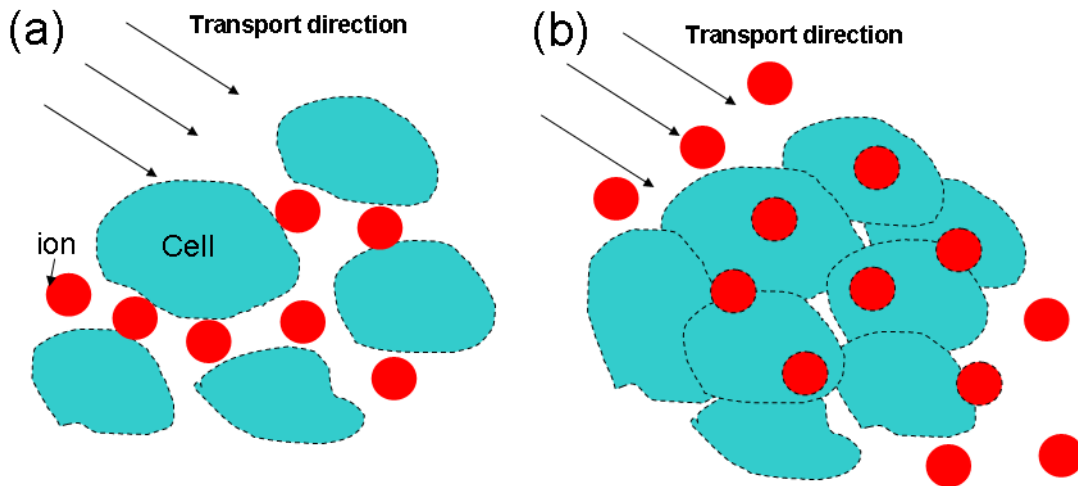 (a)
Transport direction
ion
Cell
(b)
Transport direction